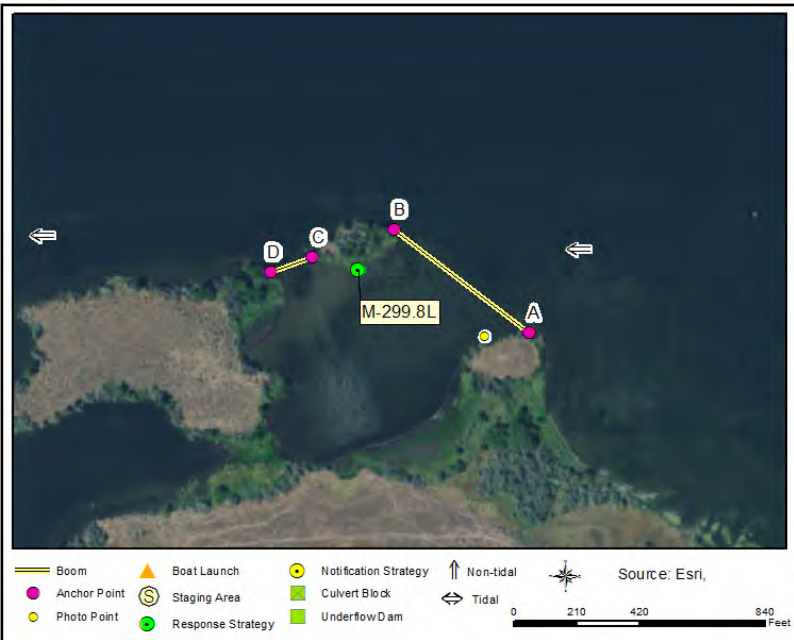 B
C
D
M-299.8L
A
Boom
Boat Launch
Notification Strategy
Non-tidal
Source: Esri,
Anchor Point
S
Staging Area
Culvert Block
Tidal
Photo Point
Response Strategy
Underflow Dam
0 210 420 840
Feet